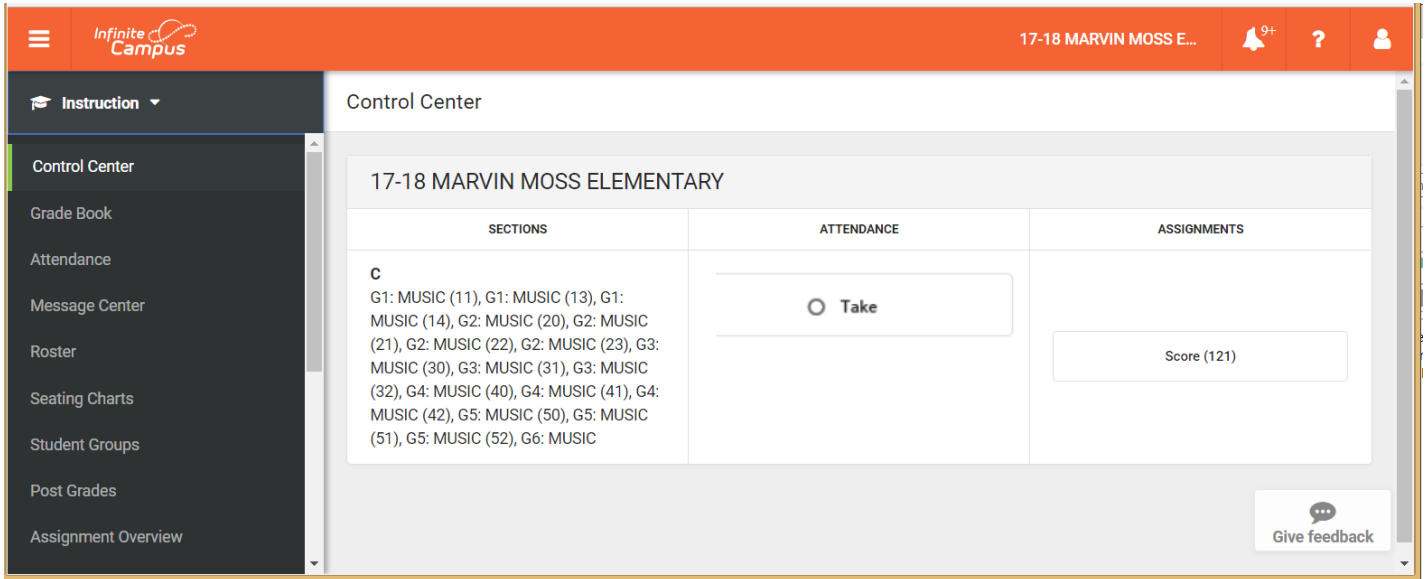 Infinite
Campus
17-18 MARVIN MOSS E...
9+
?
Instruction
Control Center
Control Center
Grade Book
Attendance
Message Center
Roster
Seating Charts
Student Groups
Post Grades
Assignment Overview
17-18 MARVIN MOSS ELEMENTARY
SECTIONS ATTENDANCE ASSIGNMENTS
C
G1: MUSIC (11), G1: MUSIC (13), G1:
MUSIC (14), G2: MUSIC (20), G2: MUSIC
(21), G2: MUSIC (22), G2: MUSIC (23), G3:
MUSIC (30), G3: MUSIC (31), G3: MUSIC
(32), G4: MUSIC (40), G4: MUSIC (41), G4:
MUSIC (42), G5: MUSIC (50), G5: MUSIC
(51), G5: MUSIC (52), G6: MUSIC
Take
Score (121)
Give feedback